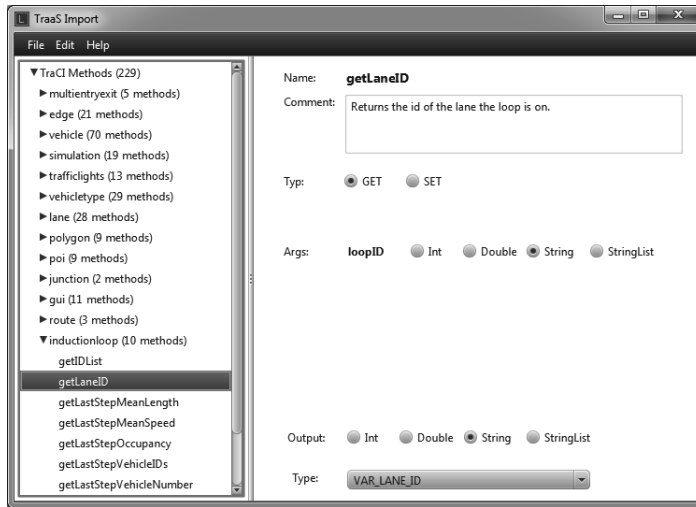 L TraaS Import
File Edit Help
TraCI Methods (229)
multientryexit (5 methods)
edge (21 methods)
vehicle (70 methods)
simulation (19 methods)
trafficlights (13 methods)
vehicletype (29 methods)
lane (28 methods)
polygon (9 methods)
poi (9 methods)
junction (2 methods)
gui (11 methods)
route (3 methods)
inductionloop (10 methods)
getIDList
getLaneID
getLastStepMeanLength
getLastStepMeanSpeed
getLastStepOccupancy
getLastStepVehicleIDs
getLastStepVehicleNumber
Name: getLaneID
Comment: Returns the id of the lane the loop is on.
Typ: GET SET
Args: loopID Int Double String StringList
Output: Int Double String StringList
Type: VAR_LANE_ID